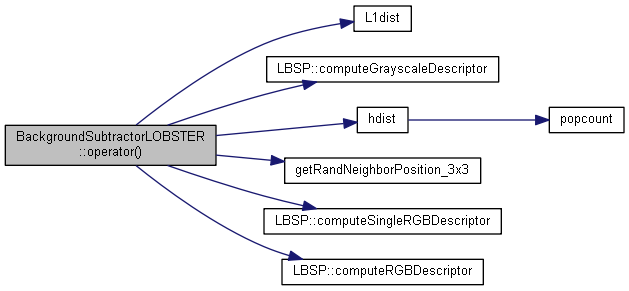 BackgroundSubtractorLOBSTER
::operator()
L1dist
LBSP::computeGrayscaleDescriptor
hdist
popcount
getRandNeighborPosition_3x3
LBSP::computeSingleRGBDescriptor
LBSP::computeRGBDescriptor